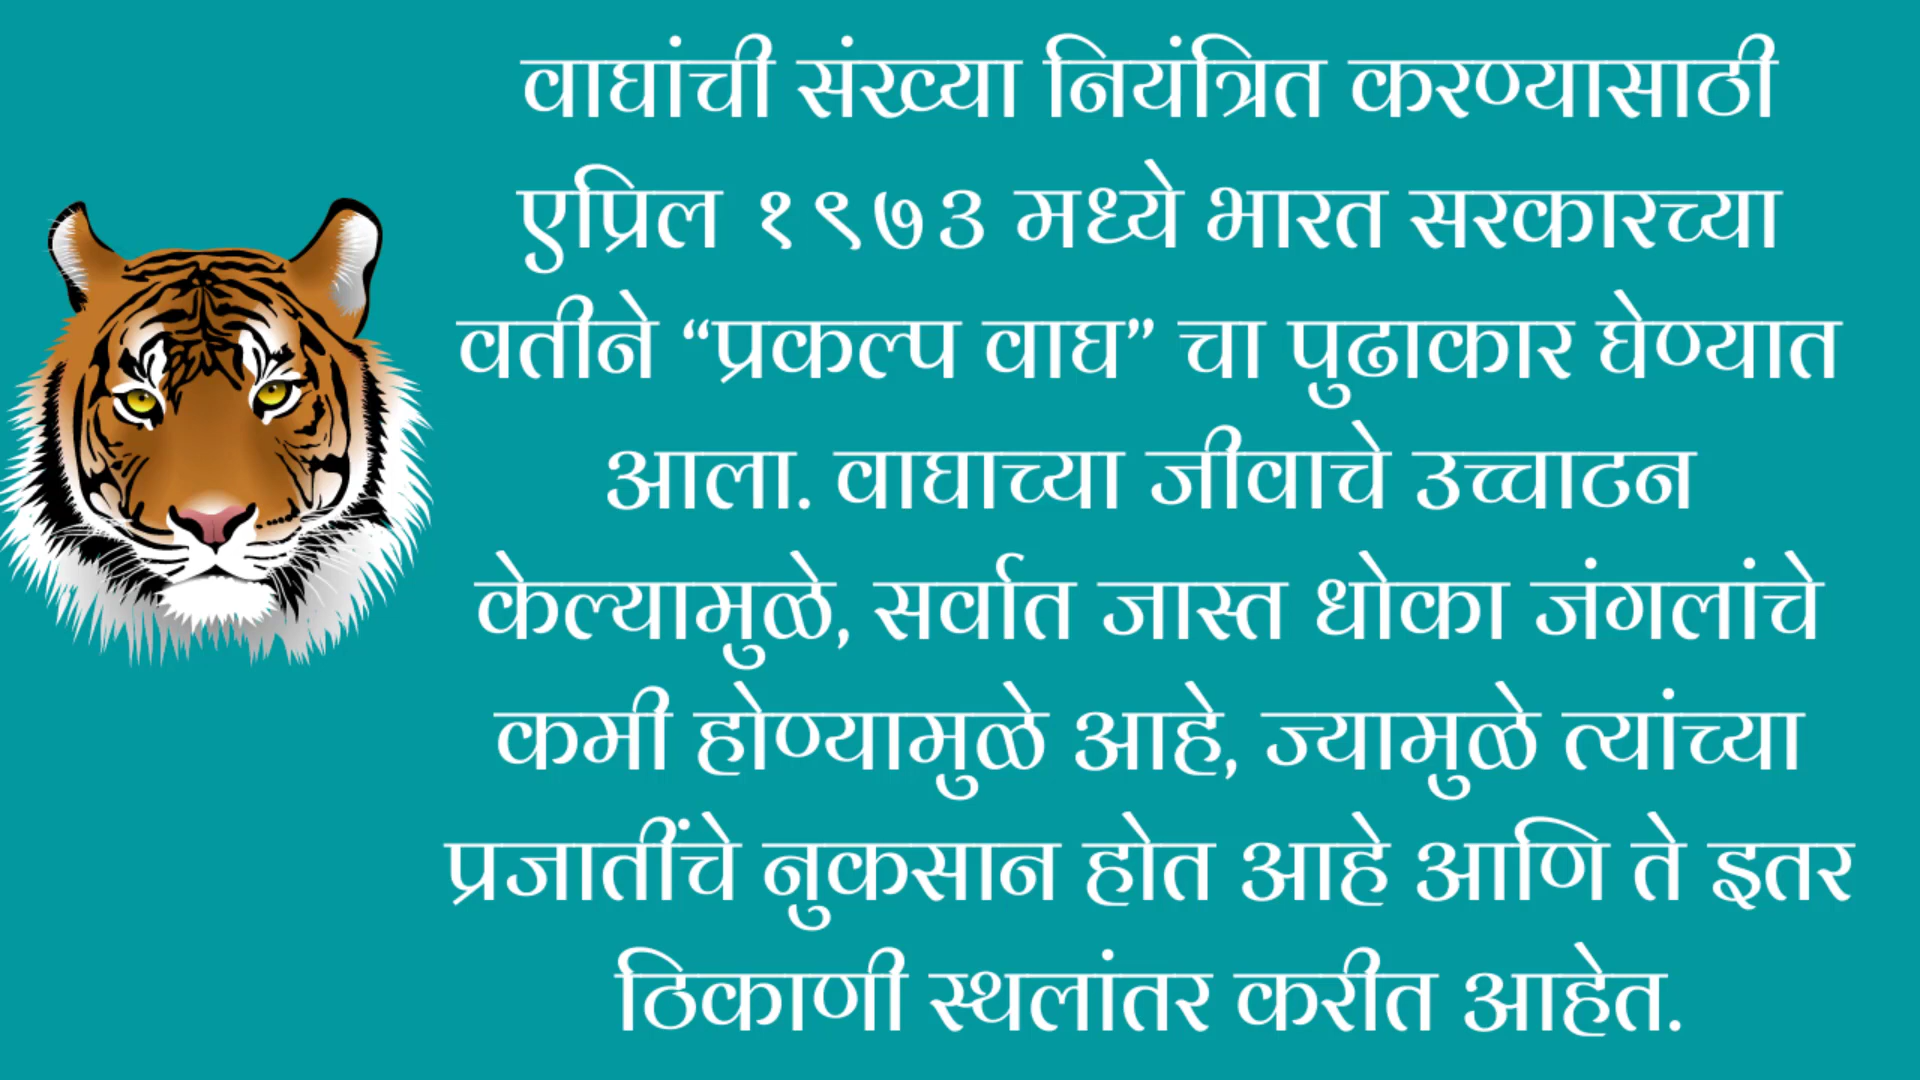 वाघांची संख्या नियंत्रित करण्यासाठी
एप्रिल १९७३ मध्ये भारत सरकारच्या
वतीने “प्रकल्प वाघ” चा पुढाकार घेण्यात
आला. वाघाच्या जीवाचे उच्चाटन
केल्यामुळे, सर्वात जास्त धोका जंगलांचे
कमी होण्यामुळे आहे, ज्यामुळे त्यांच्या
प्रजातींचे नुकसान होत आहे आणि ते इतर
ठिकाणी स्थलांतर करीत आहेत.